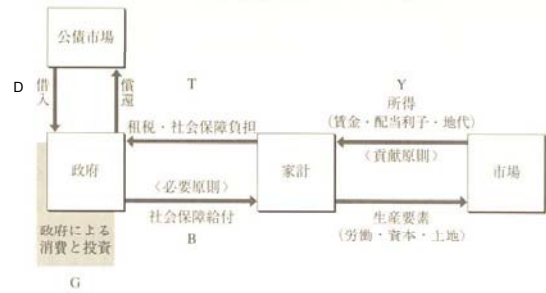 公債市場
D
借入
償還
T
Y
所得
(賃金・配当利子・地代)
租税・社会保障負担
〈貢献原則〉
政府
家計
市場
〈必要原則〉
社会保障給付
B
生産要素
(労働・資本・土地)
政府による
消費と投資
G